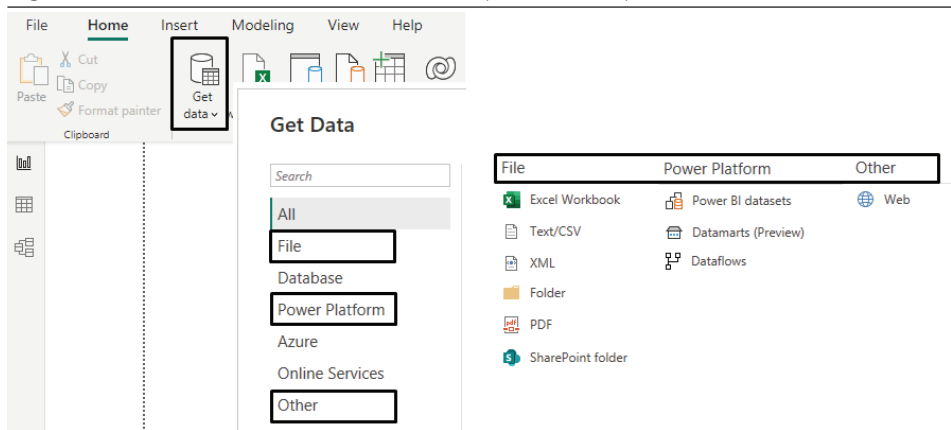 File Home Insert Modeling View Help
Cut
Copy
Format painter
Paste
Clipboard
Get
data
Get Data
Search
All
File
Database
Power Platform
Azure
Online Services
Other
File Power Platform Other
Excel Workbook Power BI datasets Web
Text/CSV Datamarts (Preview)
XML Dataflows
Folder
PDF
SharePoint folder